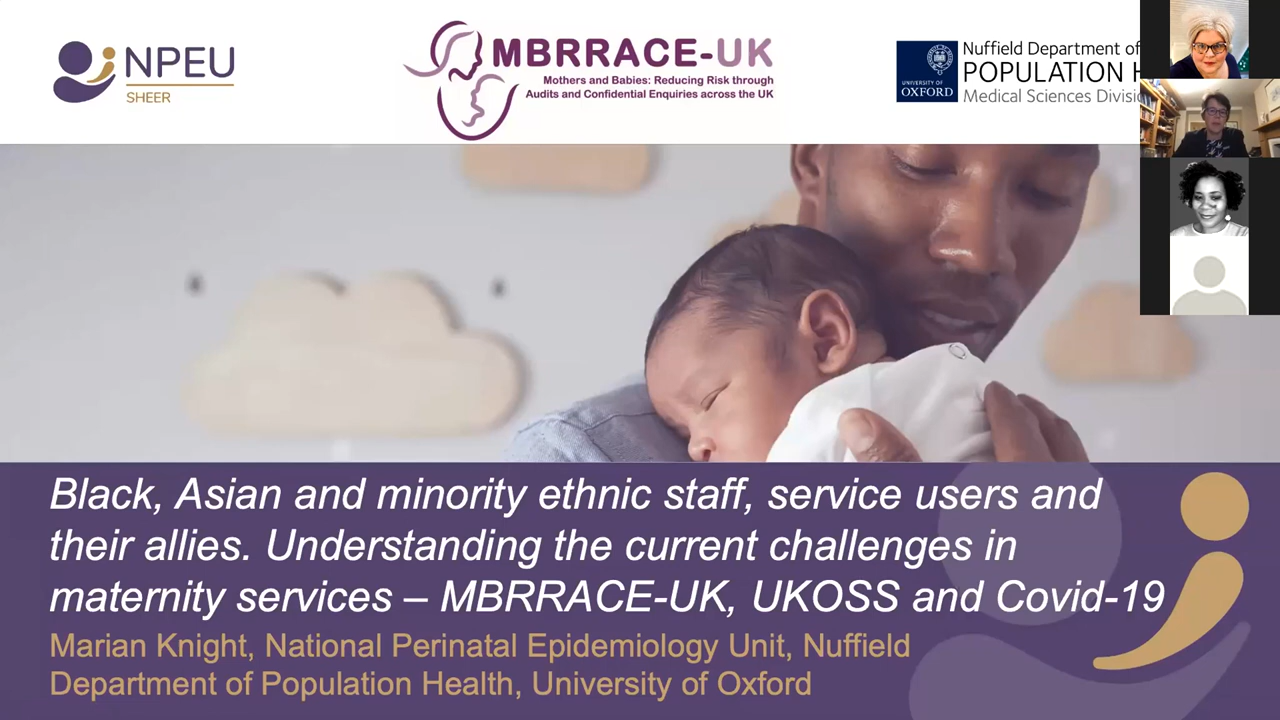 NPEU
SHEER
MBRRACE-UK
Mothers and Babies: Reducing Risk through
Audits and Confidential Enquiries across the UK
UNIVERSITY OF
OXFORD
Nuffield Department of
POPULATION H
Medical Sciences Divisi
Black, Asian and minority ethnic staff, service users and
their allies. Understanding the current challenges in
maternity services – MBRRACE-UK, UKOSS and Covid-19
Marian Knight, National Perinatal Epidemiology Unit, Nuffield
Department of Population Health, University of Oxford